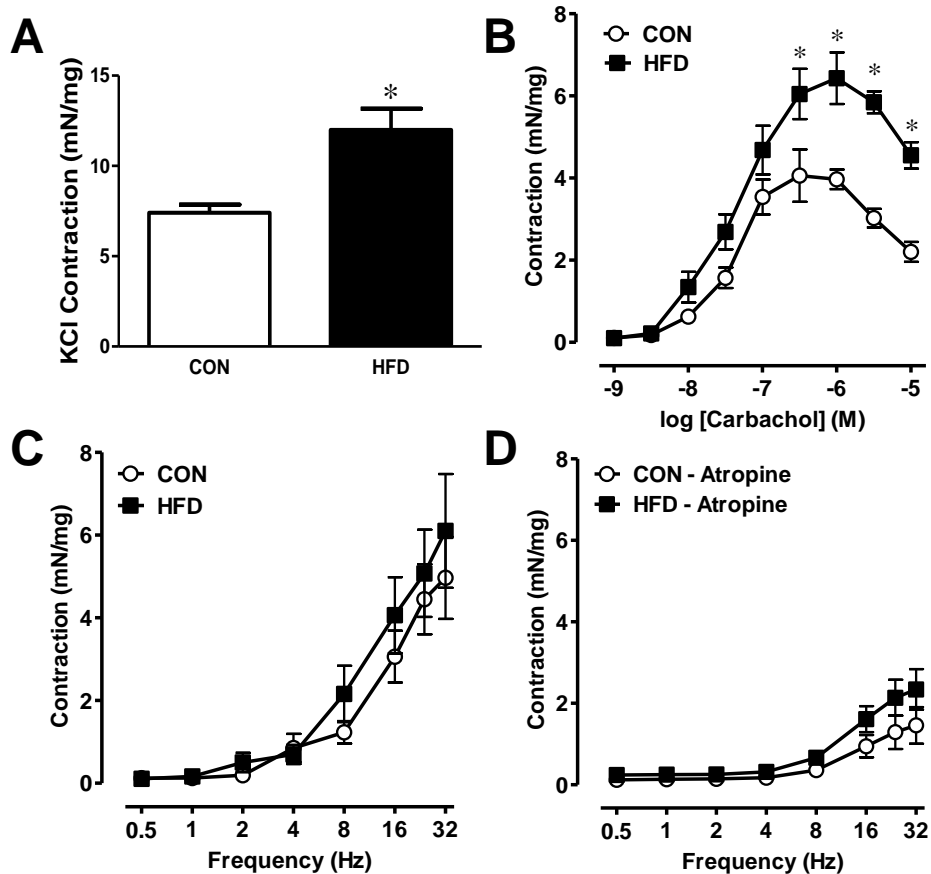 A
KCl Contraction (mN/mg)
15
10
5
0
*
CON
HFD
B
Contraction (mN/mg)
8
6
4
2
0
CON
HFD
* * * *
-9 -8 -7 -6 -5
log [Carbachol] (M)
C
Contraction (mN/mg)
8
6
4
2
0
CON
HFD
0.5 1 2 4 8 16 32
Frequency (Hz)
D
Contraction (mN/mg)
8
6
4
2
0
CON - Atropine
HFD - Atropine
0.5 1 2 4 8 16 32
Frequency (Hz)